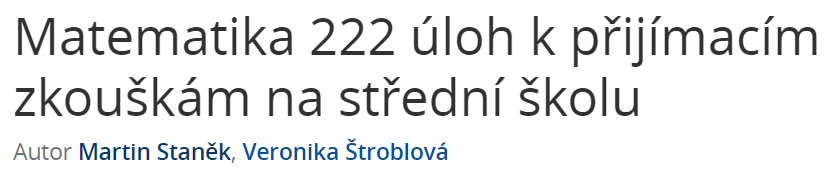 Matematika 222 úloh k přijímacím
zkouškám na střední školu
Autor Martin Staněk, Veronika Štroblová